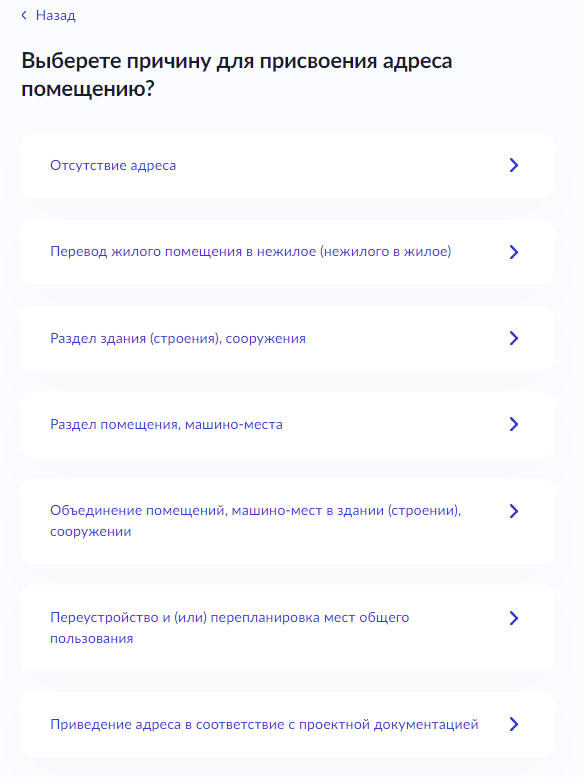 Назад
Выберете причину для присвоения адреса
помещению?
Отсутствие адреса
Перевод жилого помещения в нежилое (нежилого в жилое)
Раздел здания (строения), сооружения
Раздел помещения, машино-места
Объединение помещений, машино-мест в здании (строении),
сооружении
Переустройство и (или) перепланировка мест общего
пользования
Приведение адреса в соответствие с проектной документацией